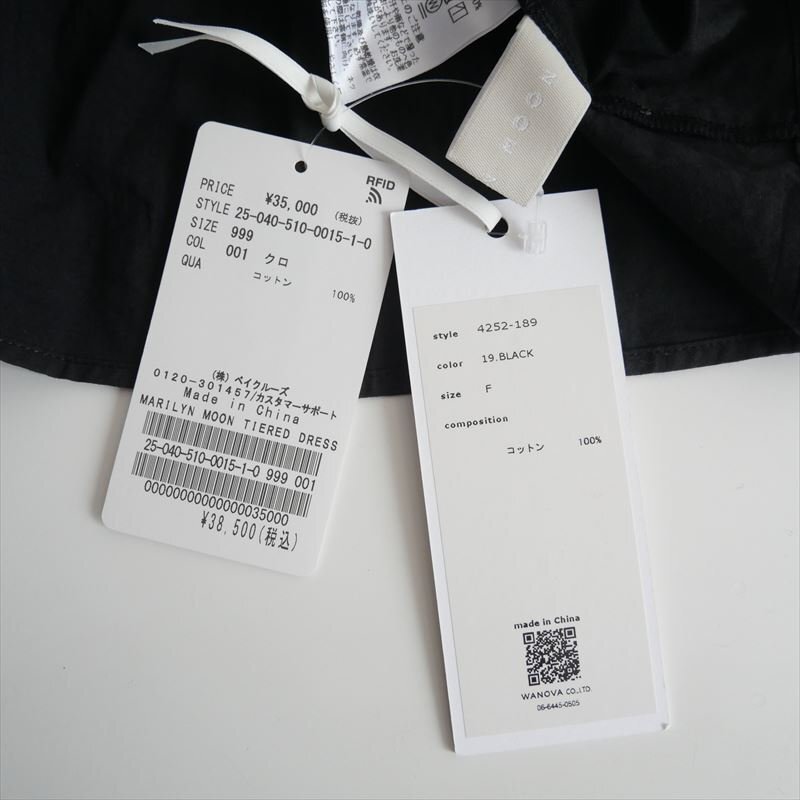 PRICE ¥35,000 (税抜)
RFID
STYLE 25-040-510-0015-1-0
SIZE 999
COL 001 クロ
QUA コットン 100%
(株) ベイクルーズ
0120-301457/カスタマーサポート
Made in China
MARILYN MOON TIERED DRESS
25-040-510-0015-1-0 999 001
0000000000000000035000
¥38,500(税込)
N MOON
style 4252-189
color 19.BLACK
size F
composition
コットン 100%
made in China
WANOVA CO.,LTD.
06-6445-0505